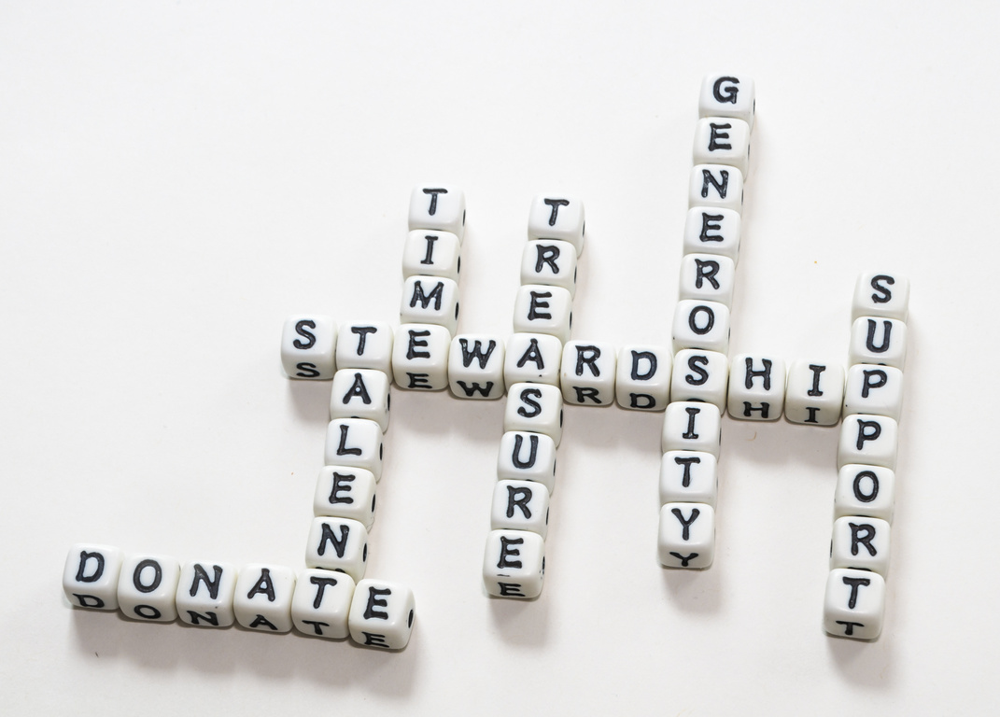 GENEROSITY
TIME
TREASURE
SUPPORT
STEWARDSHIP
TALENT
DONATE